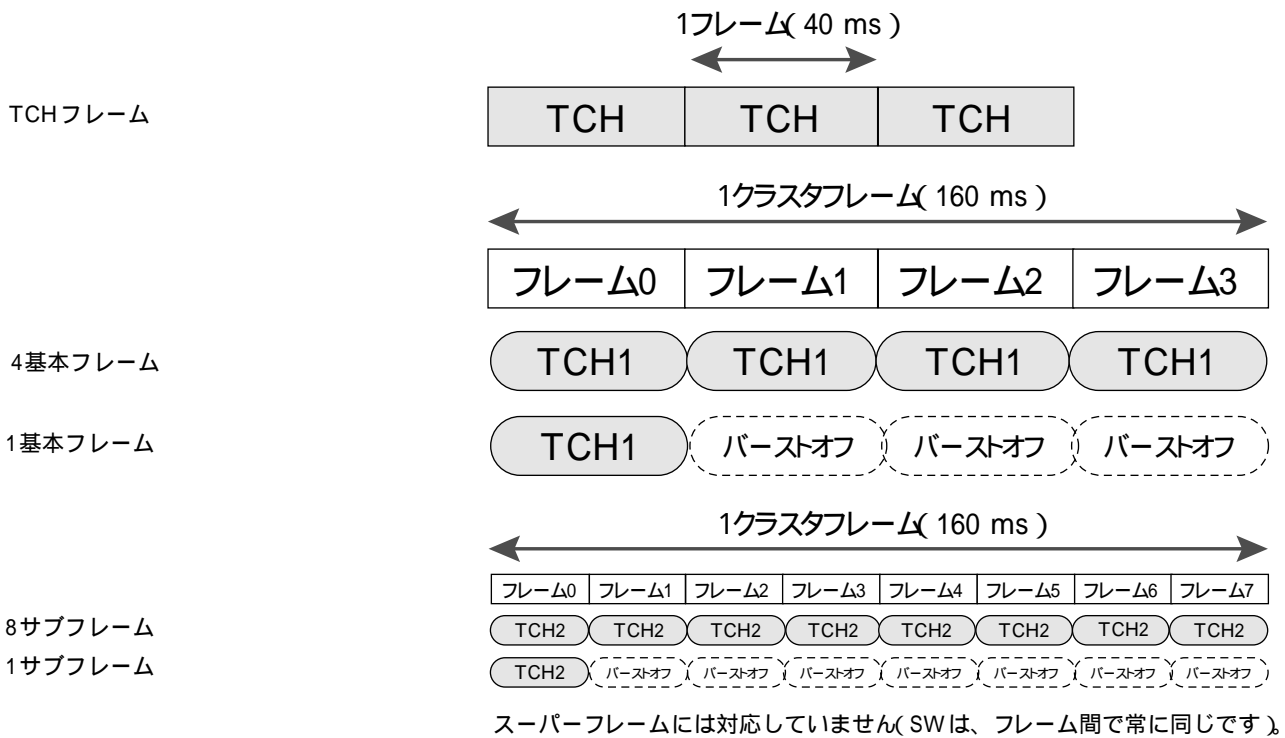 1フレーム( 40 ms )
TCHフレーム TCH TCH TCH
1クラスタフレーム( 160 ms )
フレーム0 フレーム1 フレーム2 フレーム3
4基本フレーム TCH1 TCH1 TCH1 TCH1
1基本フレーム TCH1 バーストオフ バーストオフ バーストオフ
1クラスタフレーム( 160 ms )
フレーム0 フレーム1 フレーム2 フレーム3 フレーム4 フレーム5 フレーム6 フレーム7
8サブフレーム TCH2 TCH2 TCH2 TCH2 TCH2 TCH2 TCH2 TCH2
1サブフレーム TCH2 バーストオフ バーストオフ バーストオフ バーストオフ バーストオフ バーストオフ バーストオフ
スーパーフレームには対応していません( SWは、フレーム間で常に同じです )。